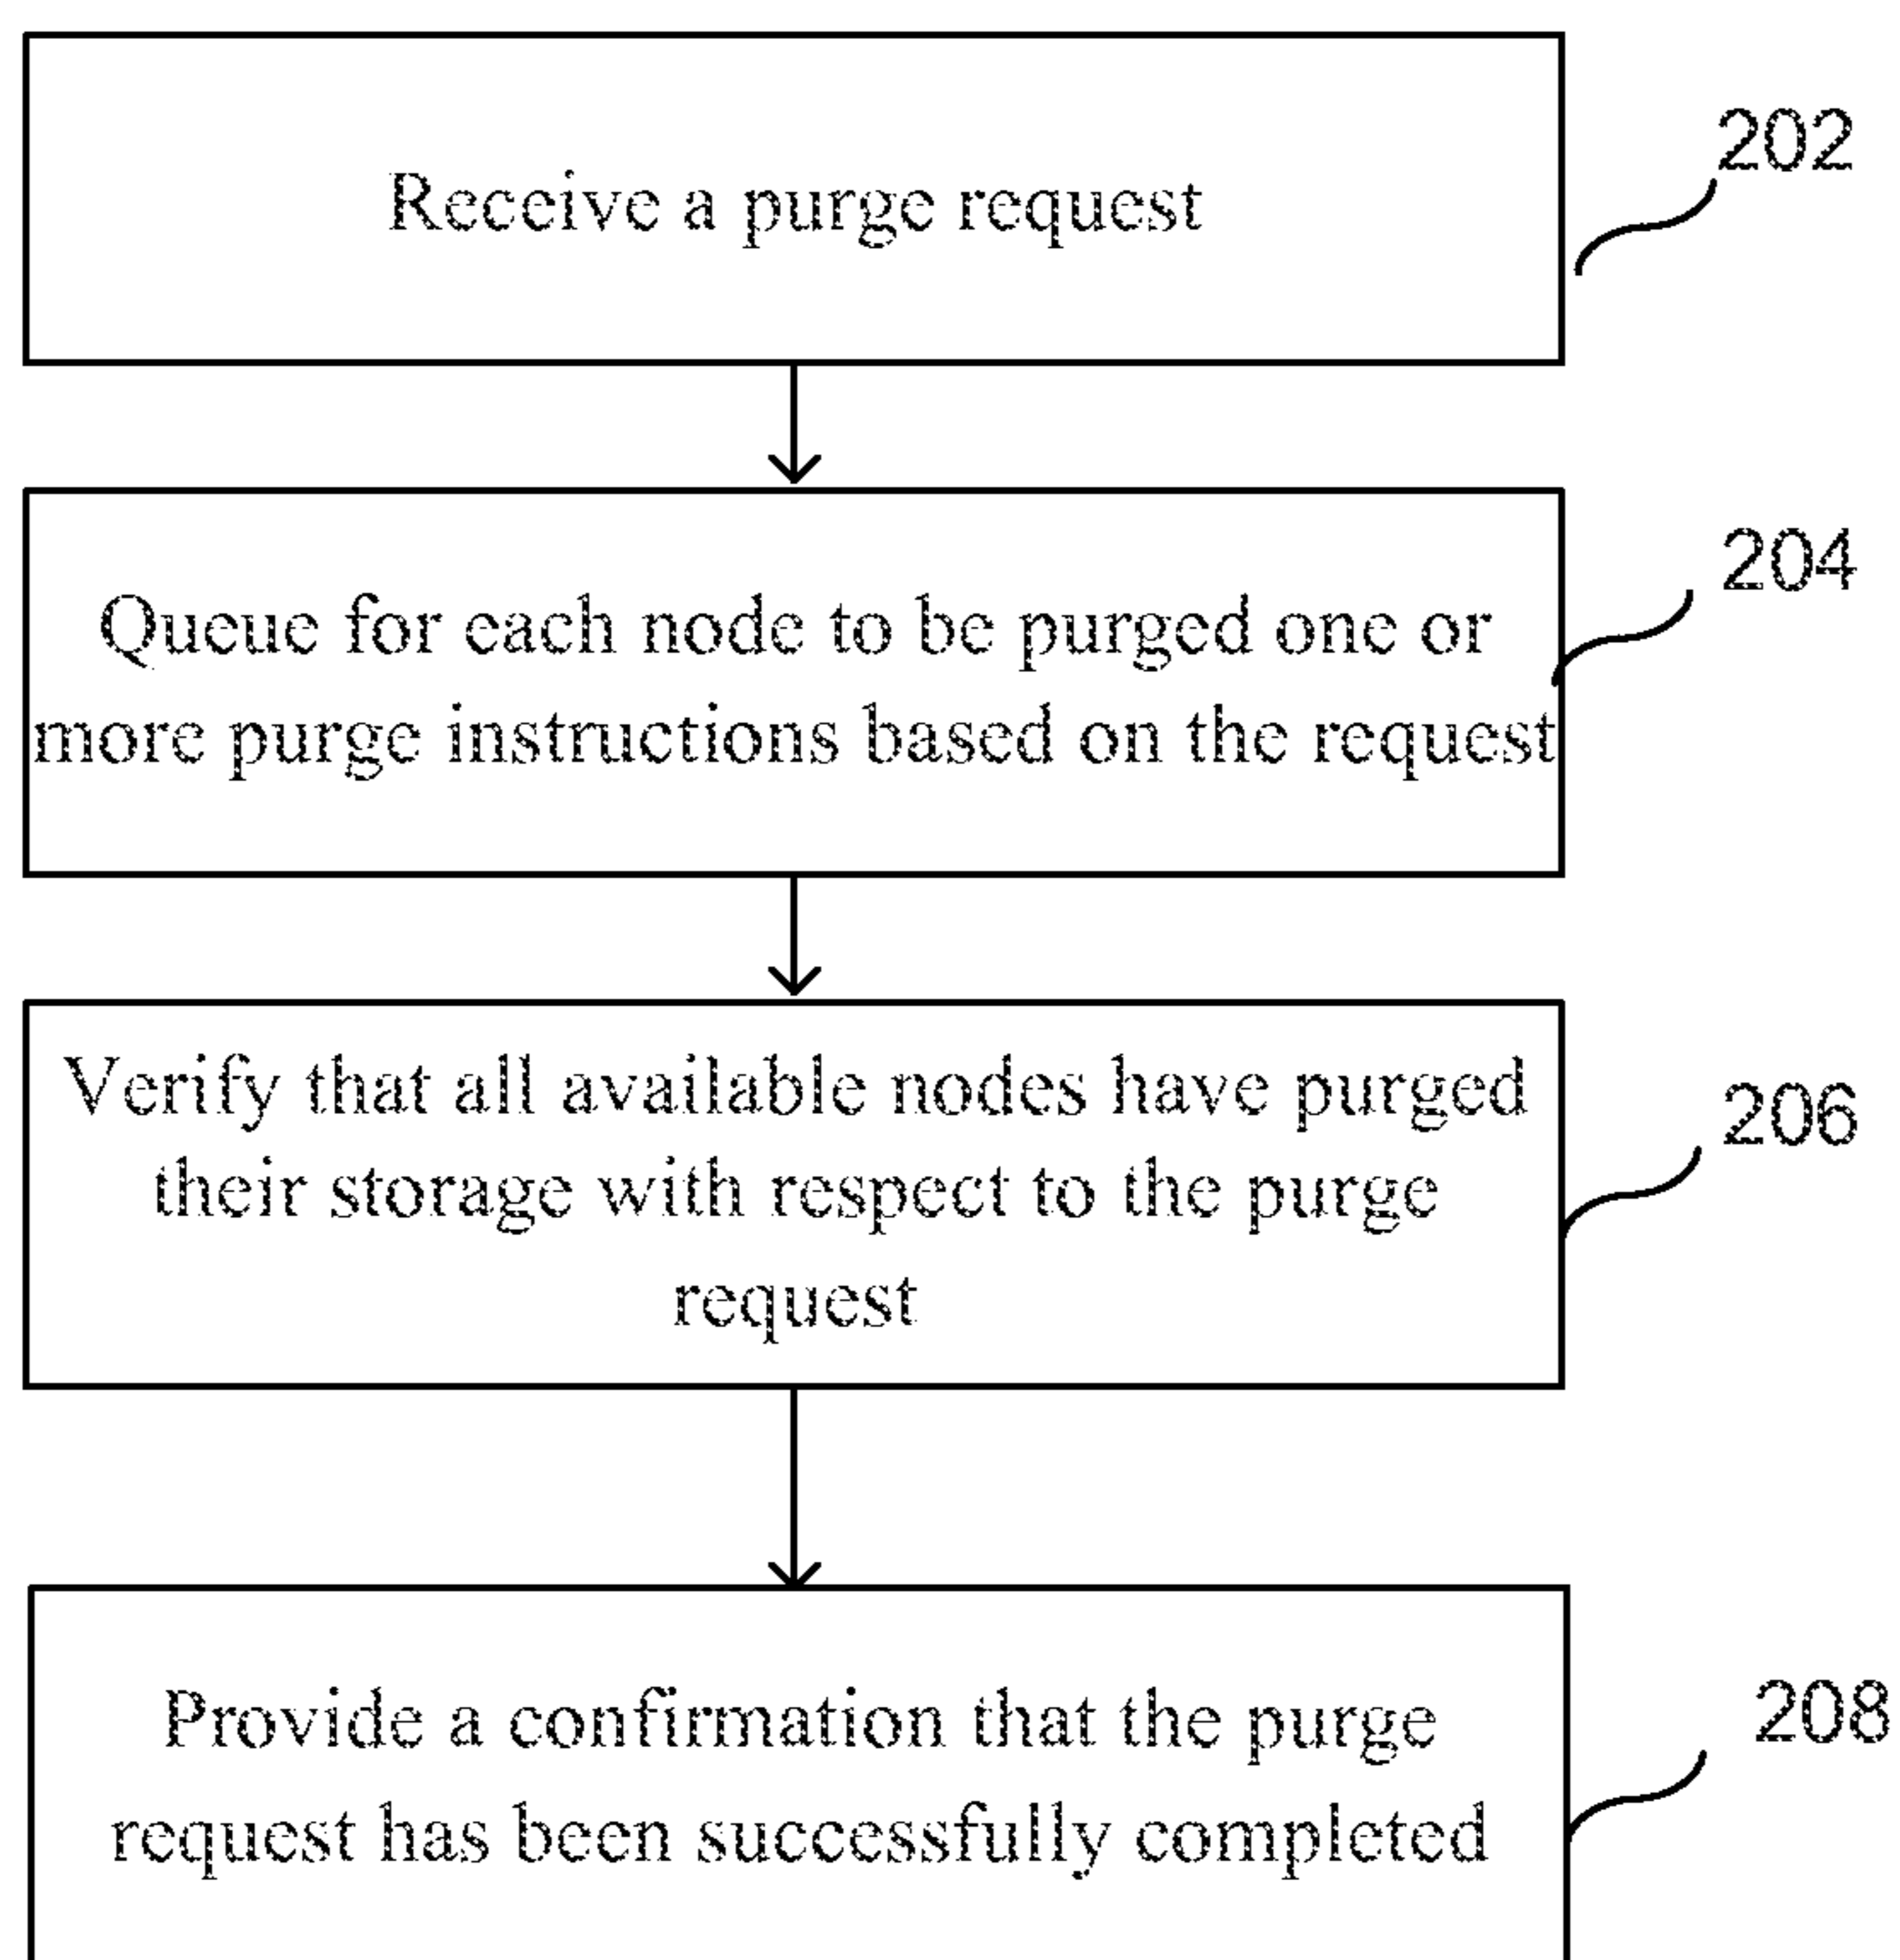 Receive a purge request
202
Queue for each node to be purged one or
more purge instructions based on the request
204
Verify that all available nodes have purged
their storage with respect to the purge
request
206
Provide a confirmation that the purge
request has been successfully completed
208